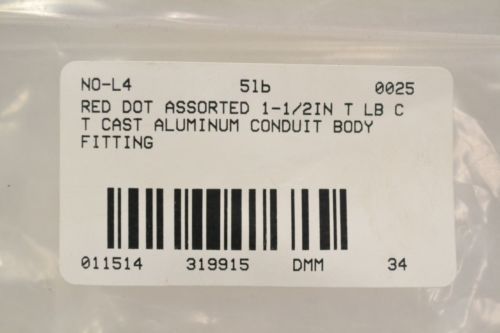 NO-L4 51b 0025
RED DOT ASSORTED 1-1/2IN T LB C
T CAST ALUMINUM CONDUIT BODY
FITTING
011514 319915 DMM 34